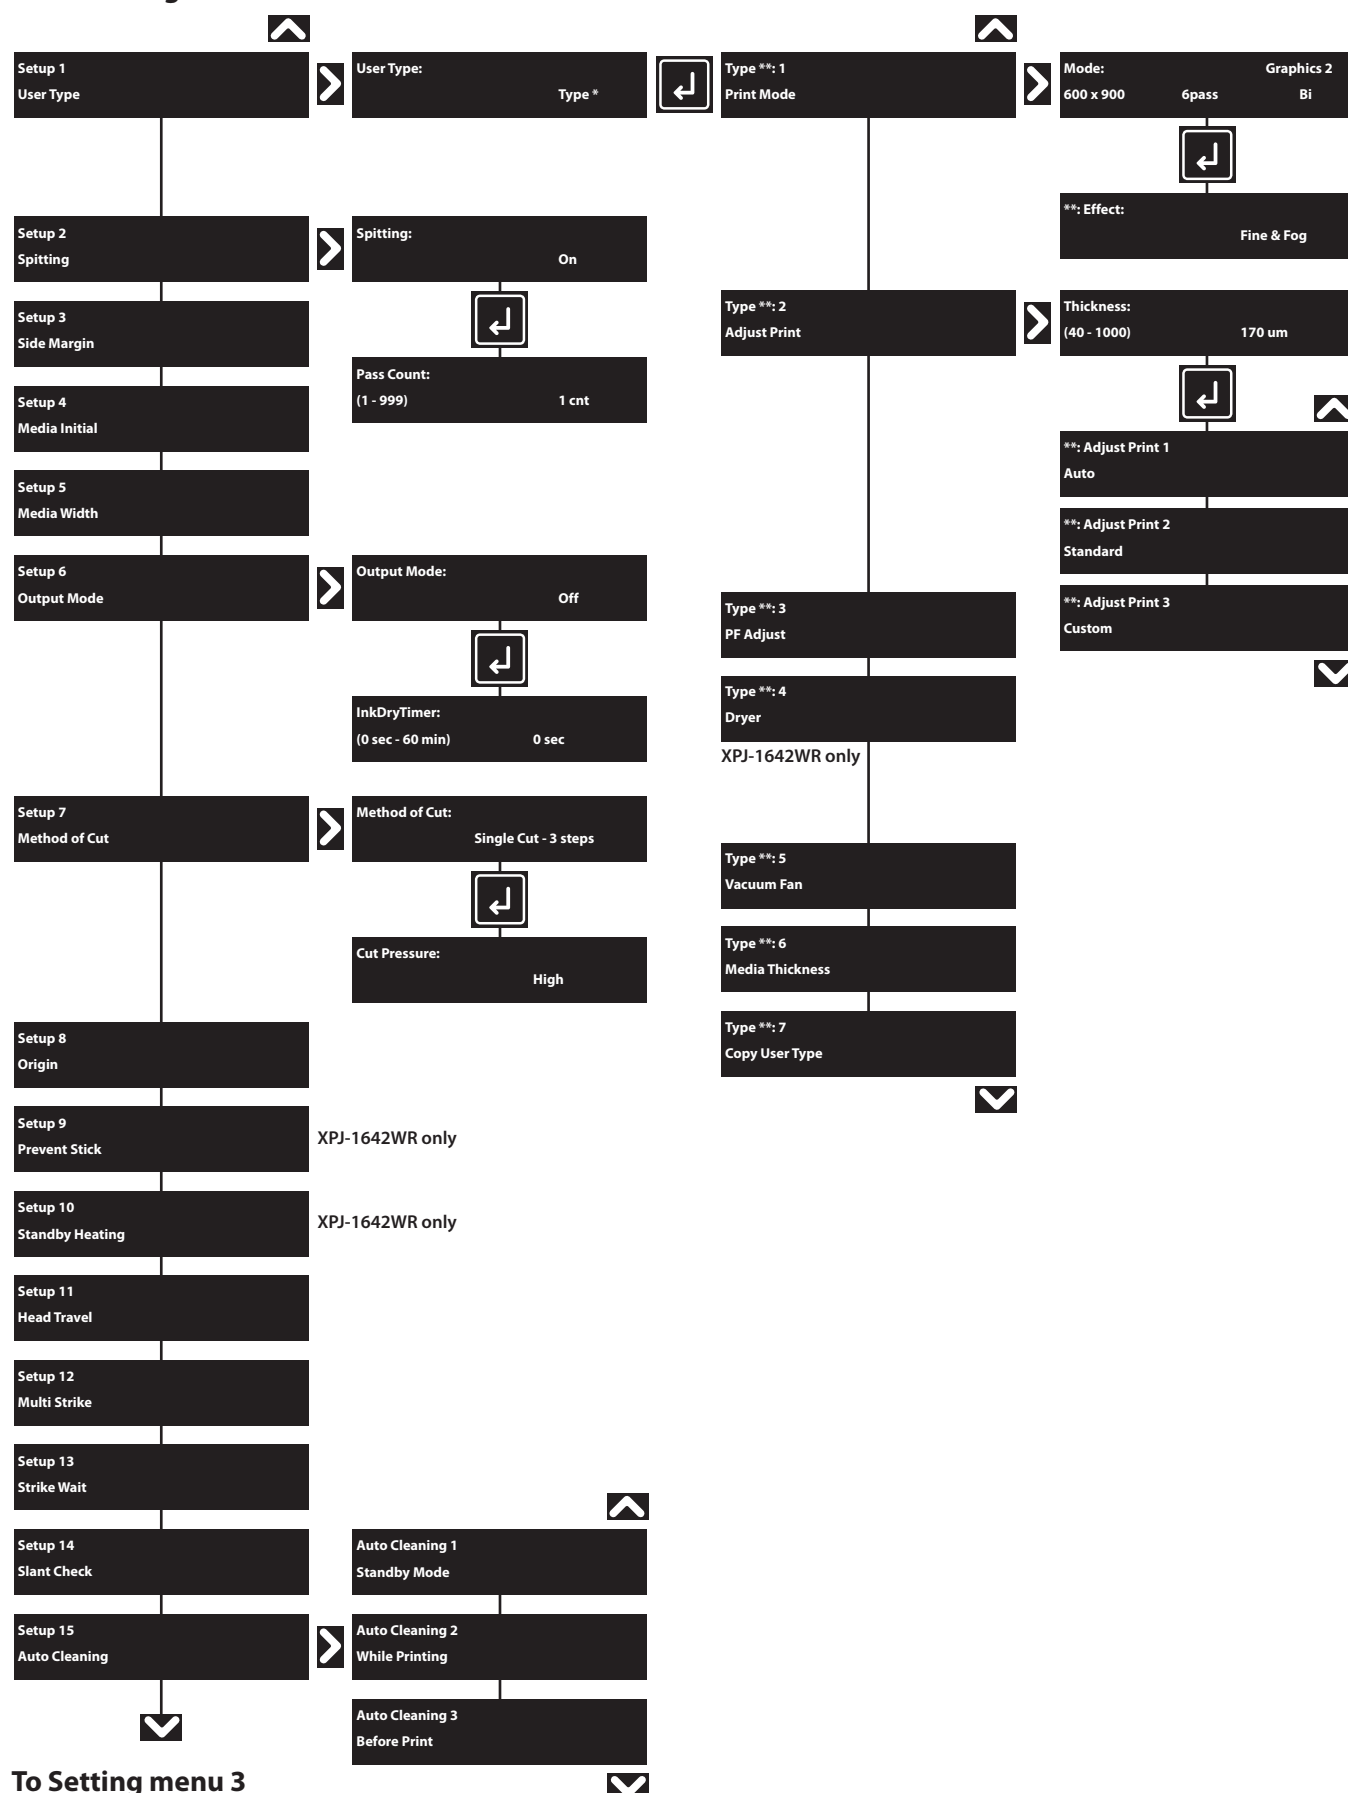 Setup 1
User Type
User Type:
Type *
Type **: 1
Print Mode
Mode: Graphics 2
600 x 900 6pass Bi
**: Effect:
Fine & Fog
Setup 2
Spitting
Spitting:
On
Pass Count:
(1 - 999) 1 cnt
Setup 3
Side Margin
Setup 4
Media Initial
Setup 5
Media Width
Setup 6
Output Mode
Output Mode:
Off
InkDryTimer:
(0 sec - 60 min) 0 sec
Setup 7
Method of Cut
Method of Cut:
Single Cut - 3 steps
Cut Pressure:
High
Setup 8
Origin
Setup 9
Prevent Stick
XPJ-1642WR only
Setup 10
Standby Heating
XPJ-1642WR only
Setup 11
Head Travel
Setup 12
Multi Strike
Setup 13
Strike Wait
Setup 14
Slant Check
Setup 15
Auto Cleaning
Auto Cleaning 1
Standby Mode
Auto Cleaning 2
While Printing
Auto Cleaning 3
Before Print
Type **: 2
Adjust Print
Thickness:
(40 - 1000) 170 um
**: Adjust Print 1
Auto
**: Adjust Print 2
Standard
**: Adjust Print 3
Custom
Type **: 3
PF Adjust
Type **: 4
Dryer
XPJ-1642WR only
Type **: 5
Vacuum Fan
Type **: 6
Media Thickness
Type **: 7
Copy User Type
To Setting menu 3